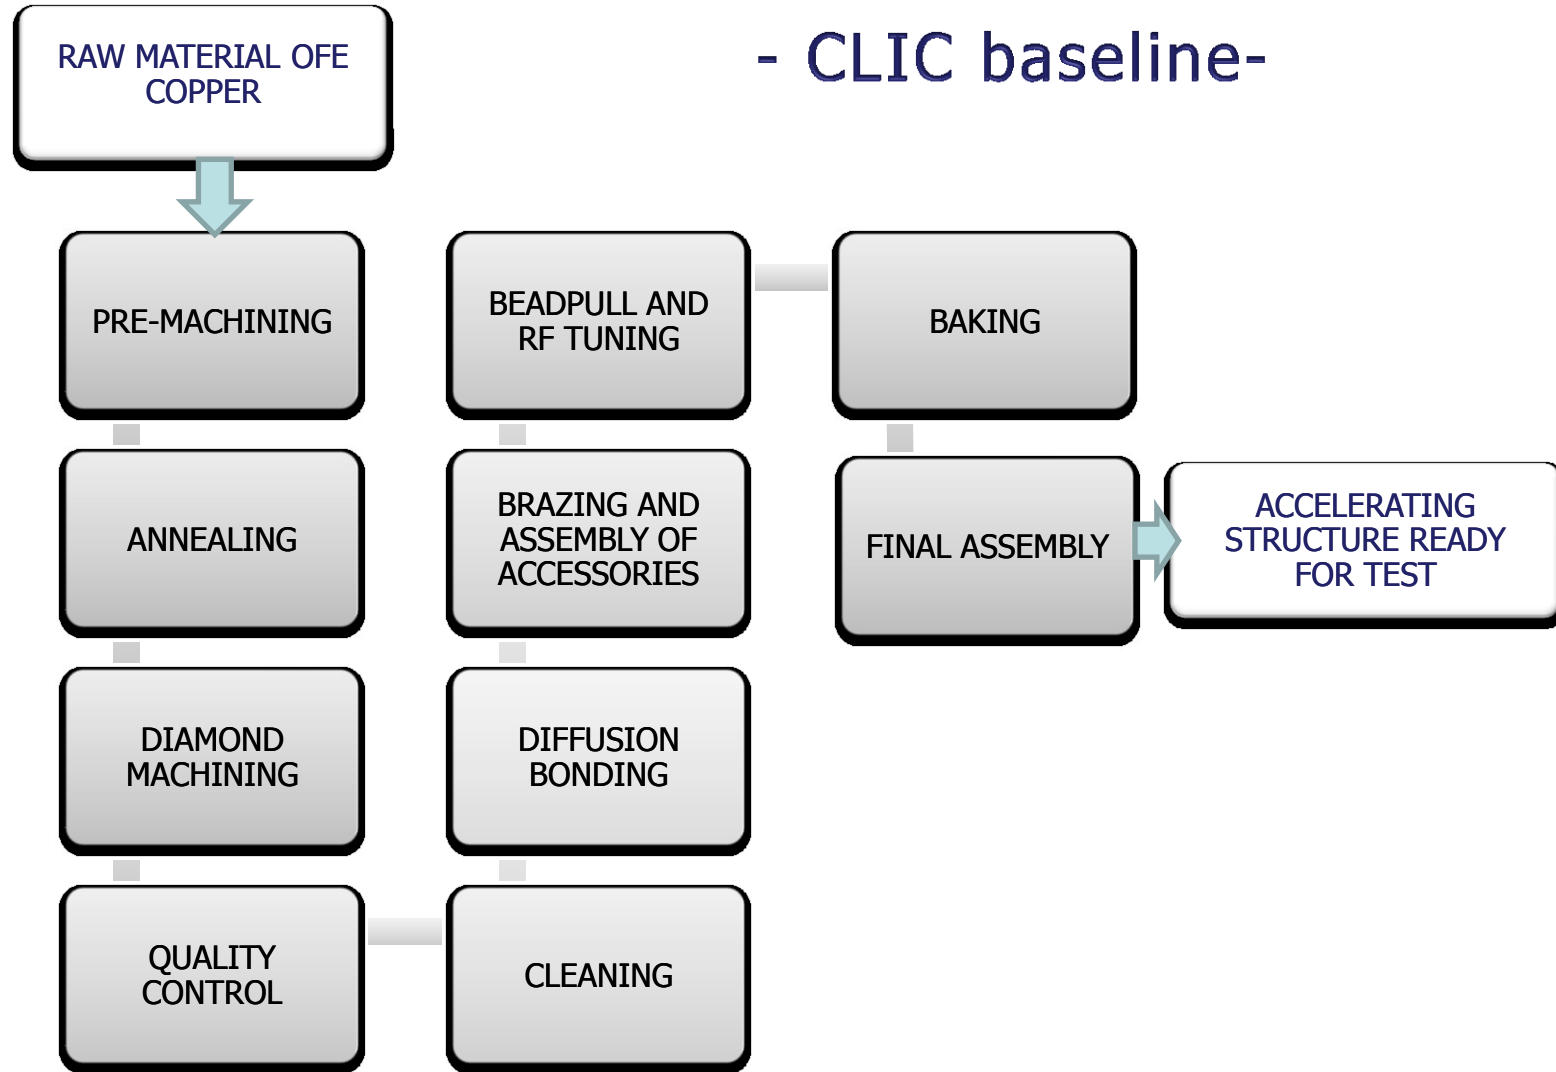 - CLIC baseline-
RAW MATERIAL OFE
COPPER
PRE-MACHINING
ANNEALING
DIAMOND
MACHINING
QUALITY
CONTROL
CLEANING
DIFFUSION
BONDING
BRAZING AND
ASSEMBLY OF
ACCESSORIES
BEADPULL AND
RF TUNING
BAKING
FINAL ASSEMBLY
ACCELERATING
STRUCTURE READY
FOR TEST